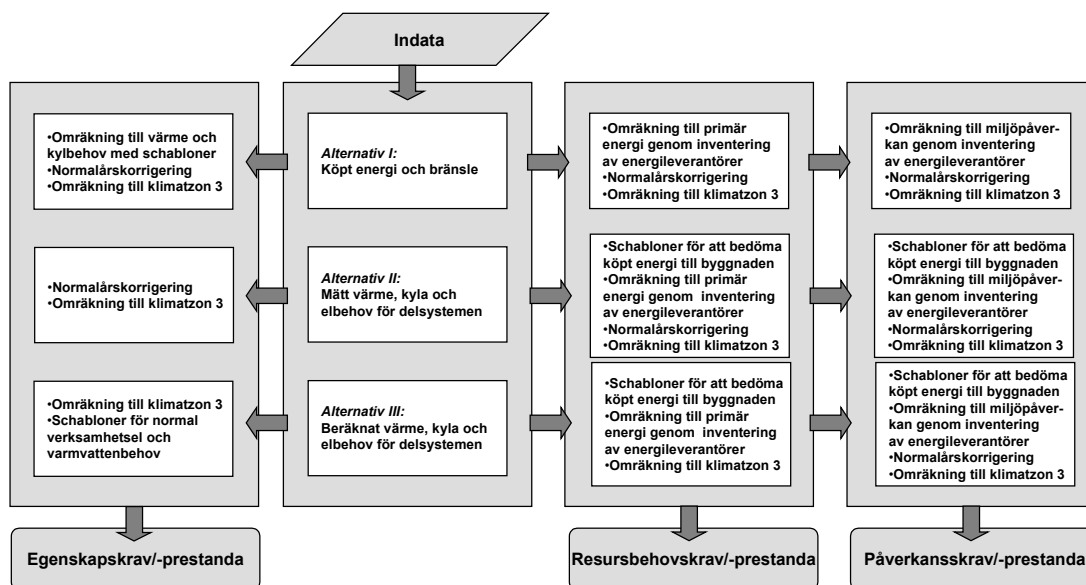 Indata
•Omräkning till värme och
kylbehov med schabloner
•Normalårskorrigering
•Omräkning till klimatzon 3
Alternativ I:
Köpt energi och bränsle
•Omräkning till primär
energi genom inventering
av energileverantörer
•Normalårskorrigering
•Omräkning till klimatzon 3
•Omräkning till miljöpåver-
kan genom inventering
av energileverantörer
•Normalårskorrigering
•Omräkning till klimatzon 3
•Normalårskorrigering
•Omräkning till klimatzon 3
Alternativ II:
Mätt värme, kyla och
elbehov för delsystemen
•Schabloner för att bedöma
köpt energi till byggnaden
•Omräkning till primär
energi genom inventering
av energileverantörer
•Normalårskorrigering
•Omräkning till klimatzon 3
•Schabloner för att bedöma
köpt energi till byggnaden
•Omräkning till miljöpåver-
kan genom inventering
av energileverantörer
•Normalårskorrigering
•Omräkning till klimatzon 3
•Omräkning till klimatzon 3
•Schabloner för normal
verksamhetsel och
varmvattenbehov
Alternativ III:
Beräknat värme, kyla och
elbehov för delsystemen
•Schabloner för att bedöma
köpt energi till byggnaden
•Omräkning till primär
energi genom inventering
av energileverantörer
•Omräkning till klimatzon 3
•Schabloner för att bedöma
köpt energi till byggnaden
•Omräkning till miljöpåver-
kan genom inventering
av energileverantörer
•Normalårskorrigering
•Omräkning till klimatzon 3
Egenskapskrav/-prestanda
Resursbehovskrav/-prestanda
Påverkansskrav/-prestanda